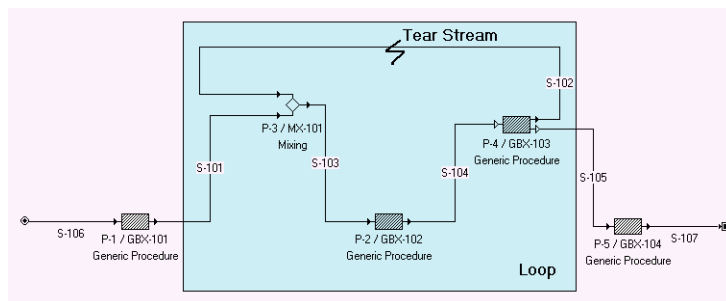 Tear Stream
S-102
P-3 / MX-101
Mixing
P-4 / GBX-103
Generic Procedure
S-101
S-103
S-104
S-105
S-106
P-1 / GBX-101
Generic Procedure
P-2 / GBX-102
Generic Procedure
P-5 / GBX-104
Generic Procedure
S-107
Loop